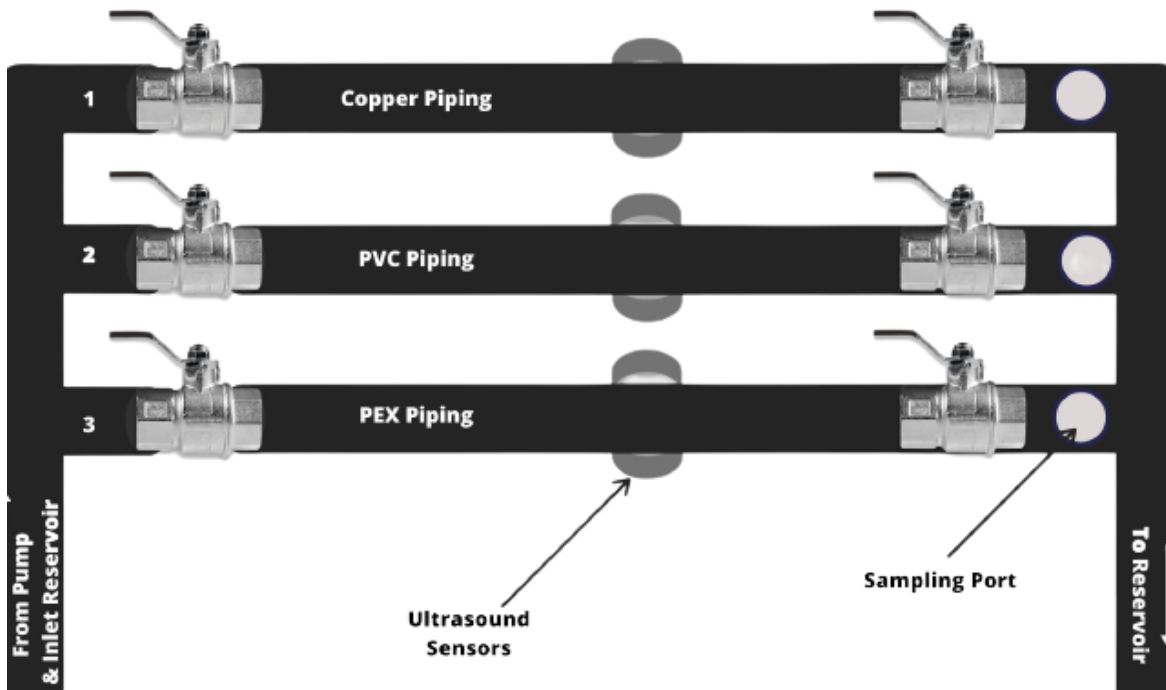 1
Copper Piping
2
PVC Piping
3
PEX Piping
From Pump
& Inlet Reservoir
To Reservoir
Sampling Port
Ultrasound
Sensors